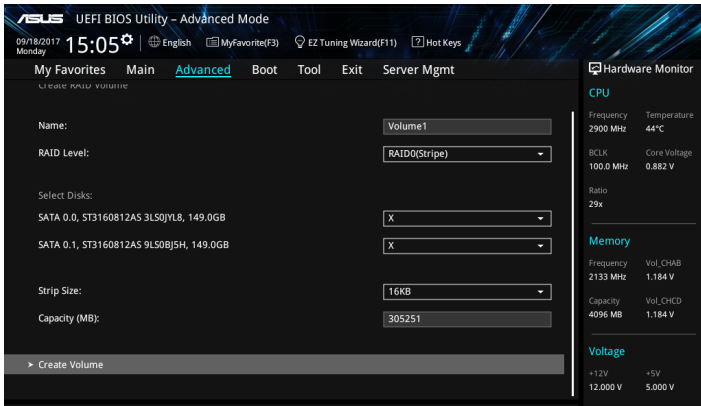 ASUS UEFI BIOS Utility – Advanced Mode
09/18/2017
Monday
15:05
English MyFavorite(F3) EZ Tuning Wizard(F11) ? Hot Keys
My Favorites Main Advanced Boot Tool Exit Server Mgmt
Create RAID Volume
Name: Volume1
RAID Level: RAID0(Stripe)
Select Disks:
SATA 0.0, ST3160812AS 3LS0JYL8, 149.0GB X
SATA 0.1, ST3160812AS 9LS0BJ5H, 149.0GB X
Strip Size: 16KB
Capacity (MB): 305251
> Create Volume
Hardware Monitor
CPU
Frequency Temperature
2900 MHz 44°C
BCLK Core Voltage
100.0 MHz 0.882 V
Ratio
29x
Memory
Frequency Vol_CHAB
2133 MHz 1.184 V
Capacity Vol_CHCD
4096 MB 1.184 V
Voltage
+12V +5V
12.000 V 5.000 V